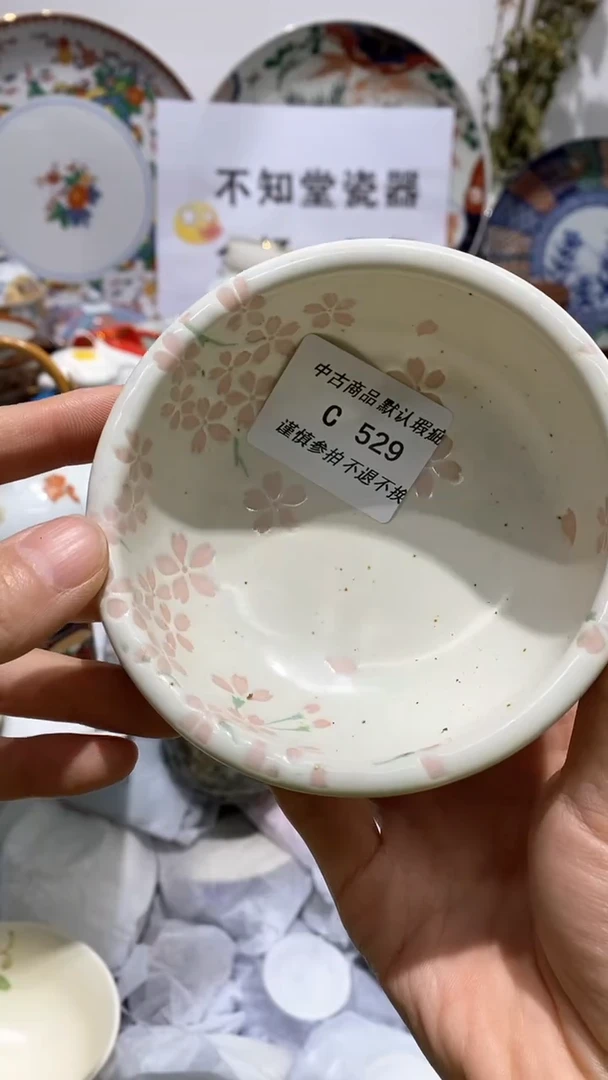 不知堂瓷器
中古商品默认瑕疵
C 529
谨慎参拍不退不换